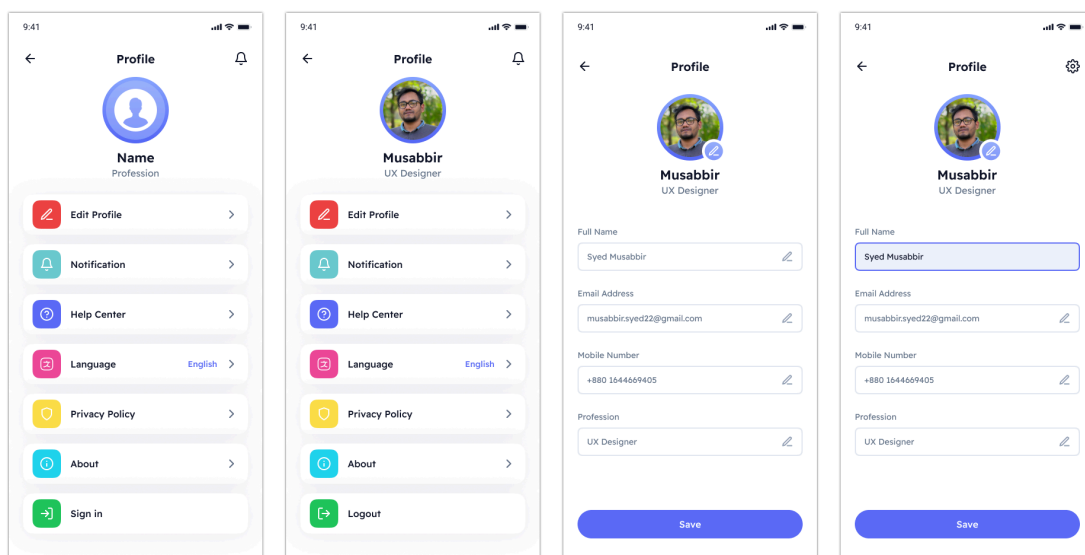 9:41
Profile
Name
Profession
Edit Profile
Notification
Help Center
Language English
Privacy Policy
About
Sign in
9:41
Profile
Musabbir
UX Designer
Edit Profile
Notification
Help Center
Language English
Privacy Policy
About
Logout
9:41
Profile
Musabbir
UX Designer
Full Name
Syed Musabbir
Email Address
musabbir.syed22@gmail.com
Mobile Number
+880 1644669405
Profession
UX Designer
Save
9:41
Profile
Musabbir
UX Designer
Full Name
Syed Musabbir
Email Address
musabbir.syed22@gmail.com
Mobile Number
+880 1644669405
Profession
UX Designer
Save